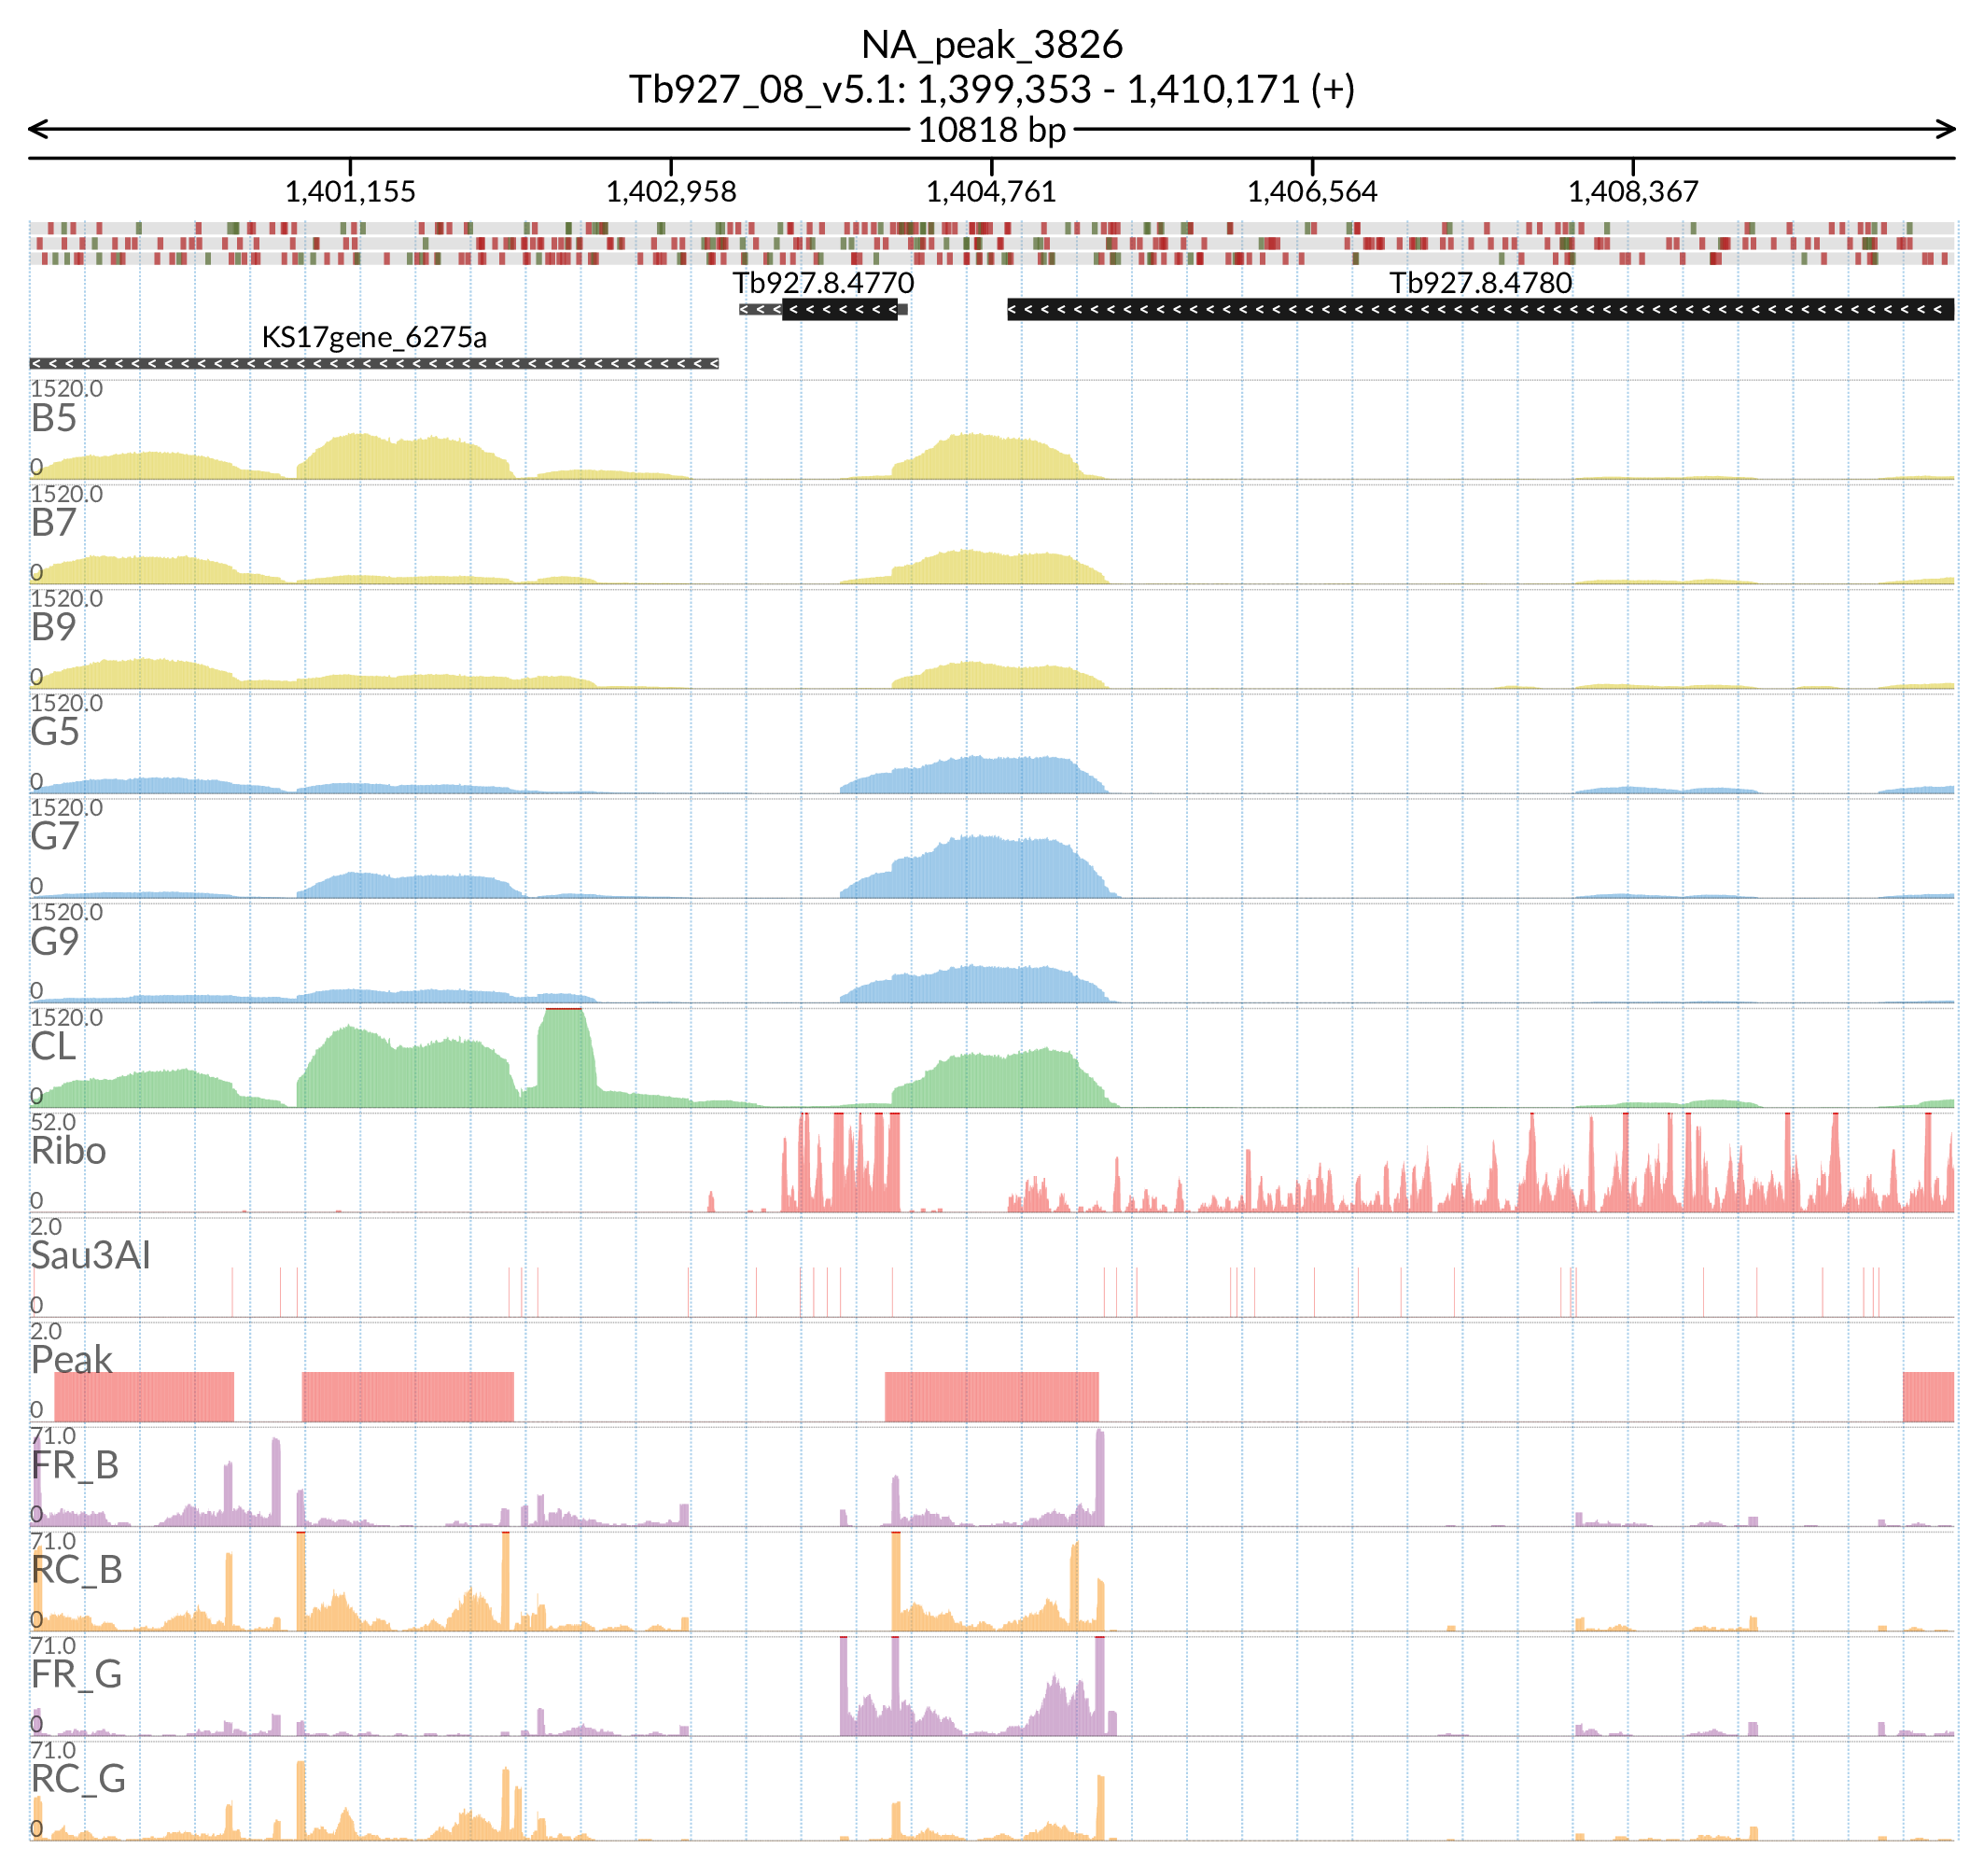 NA_peak_3826
Tb927_08_v5.1: 1,399,353 - 1,410,171 (+)
10818 bp
1,401,155 1,402,958 1,404,761 1,406,564 1,408,367
Tb927.8.4770 Tb927.8.4780
KS17gene_6275a
1520.0
B5
0
1520.0
B7
0
1520.0
B9
0
1520.0
G5
0
1520.0
G7
0
1520.0
G9
0
1520.0
CL
0
52.0
Ribo
0
2.0
Sau3AI
0
2.0
Peak
0
71.0
FR_B
0
71.0
RC_B
0
71.0
FR_G
0
71.0
RC_G
0